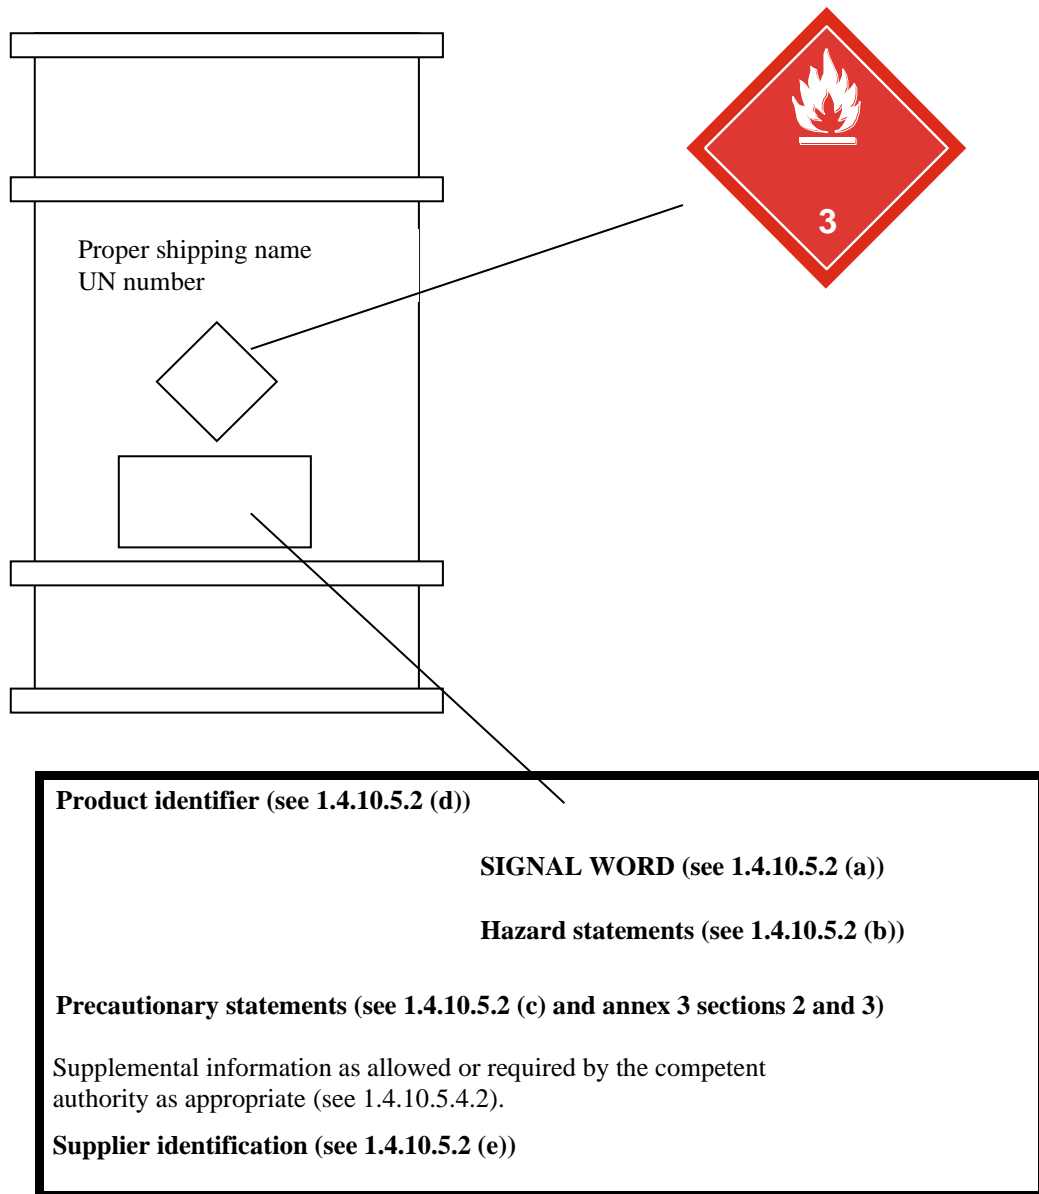 Proper shipping name
UN number
3
Product identifier (see 1.4.10.5.2 (d))
SIGNAL WORD (see 1.4.10.5.2 (a))
Hazard statements (see 1.4.10.5.2 (b))
Precautionary statements (see 1.4.10.5.2 (c) and annex 3 sections 2 and 3)
Supplemental information as allowed or required by the competent
authority as appropriate (see 1.4.10.5.4.2).
Supplier identification (see 1.4.10.5.2 (e))